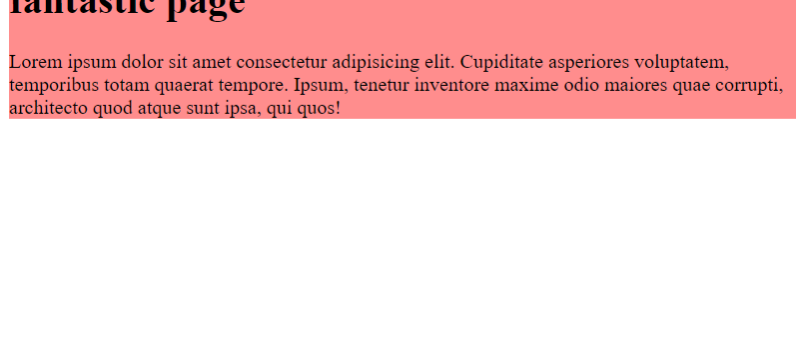 fantastic page
Lorem ipsum dolor sit amet consectetur adipisicing elit. Cupiditate asperiores voluptatem,
temporibus totam quaerat tempore. Ipsum, tenetur inventore maxime odio maiores quae corrupti,
architecto quod atque sunt ipsa, qui quos!